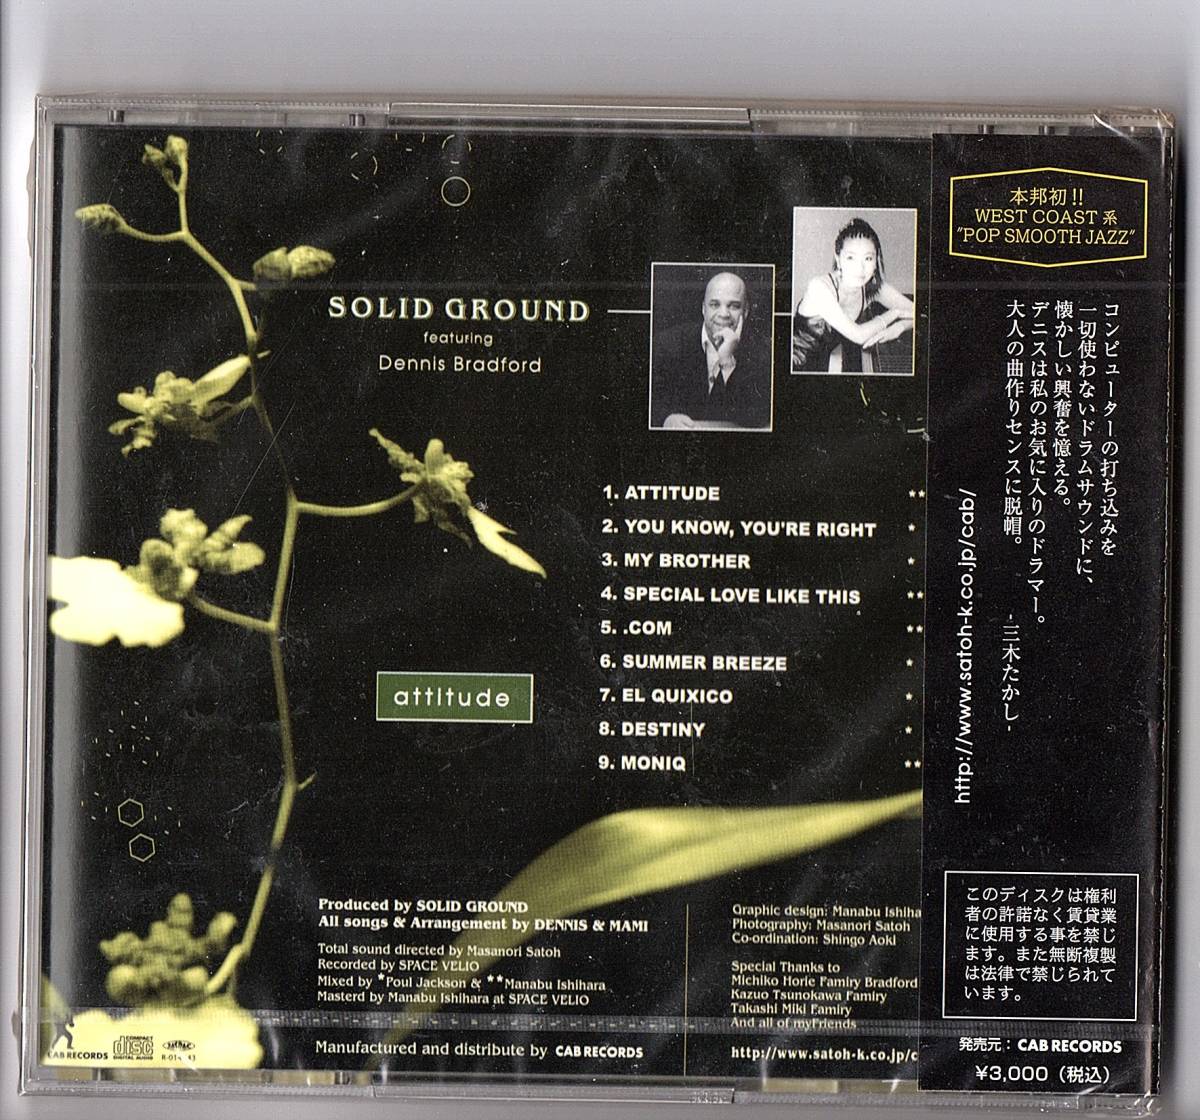 SOLID GROUND
featuring
Dennis Bradford
1. ATTITUDE **
2. YOU KNOW, YOU'RE RIGHT *
3. MY BROTHER *
4. SPECIAL LOVE LIKE THIS **
5. .COM **
6. SUMMER BREEZE *
7. EL QUIXICO *
8. DESTINY *
9. MONIQ **
attitude
Produced by SOLID GROUND
All songs & Arrangement by DENNIS & MAMI
Total sound directed by Masanori Satoh
Recorded by SPACE VELIO
Mixed by *Poul Jackson & **Manabu Ishihara
Masterd by Manabu Ishihara at SPACE VELIO
Manufactured and distribute by CAB RECORDS
Graphic design: Manabu Ishiha
Photography: Masanori Satoh
Co-ordination: Shingo Aoki
Special Thanks to
Michiko Horie Famiry Bradford
Kazuo Tsunokawa Famiry
Takashi Miki Famiry
And all of myFriends
http://www.satoh-k.co.jp/c
CAB RECORDS
COMPACT
disc
DIGITAL AUDIO
本邦初!!
WEST COAST系
"POP SMOOTH JAZZ"
コンピューターの打ち込みを
一切使わないドラムサウンドに、
懐かしい興奮を憶える。
デニスは私のお気に入りのドラマー。
大人の曲作りセンスに脱帽。
-三木たかし-
http://www.satoh-k.co.jp/cab/
このディスクは権利
者の許諾なく賃貸業
に使用する事を禁じ
ます。また無断複製
は法律で禁じられて
います。
発売元：CAB RECORDS
¥3,000（税込）